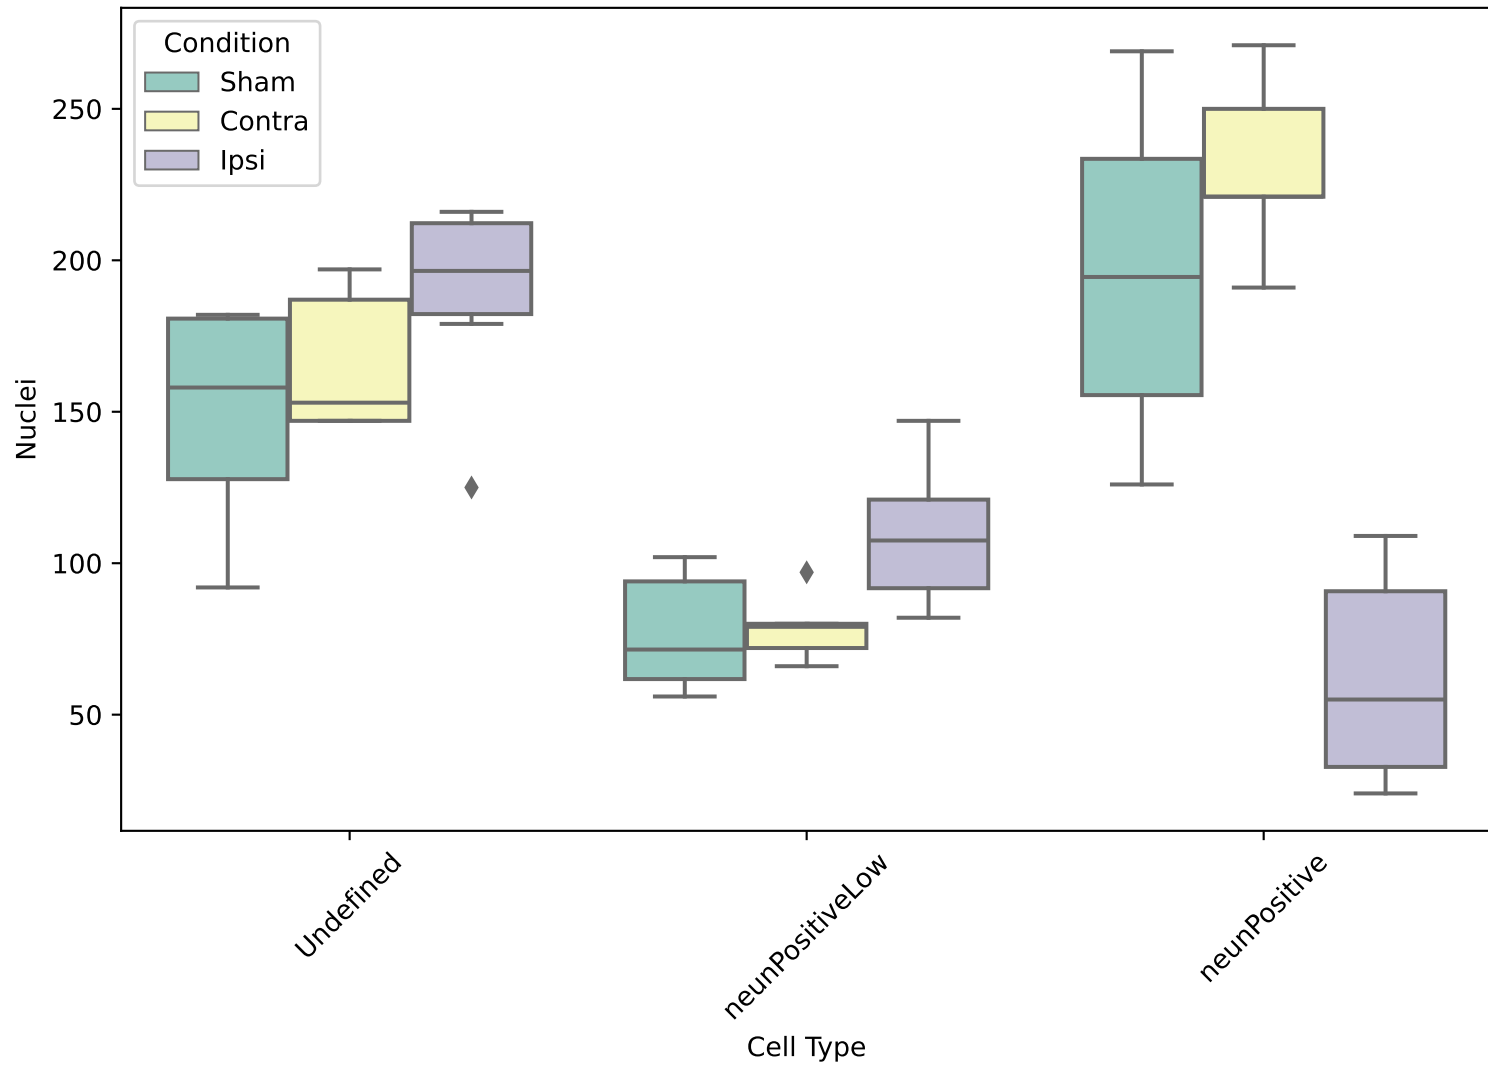 Condition
Sham
Contra
Ipsi
Nuclei
250
200
150
100
50
Undefined
neunPositiveLow
neunPositive
Cell Type